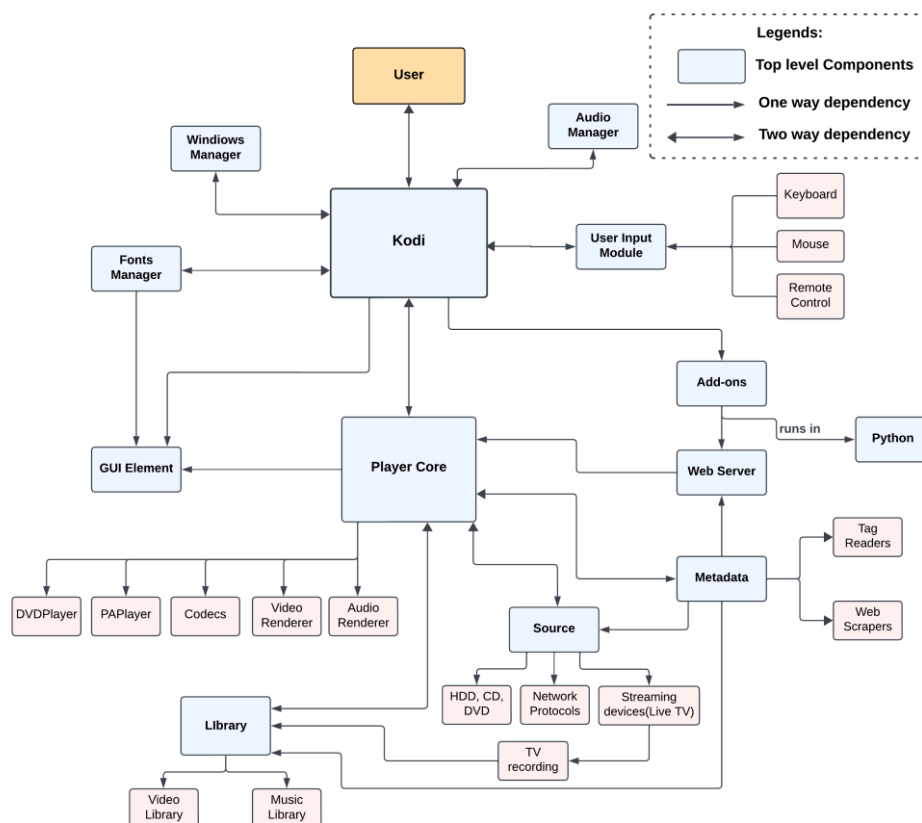 Legends:
Top level Components
One way dependency
Two way dependency
User
Audio
Manager
Windiows
Manager
Keyboard
Kodi
User Input
Module
Mouse
Fonts
Manager
Remote
Control
Add-ons
runs in
Python
GUI Element
Player Core
Web Server
Tag
Readers
Metadata
DVDPlayer
PAPlayer
Codecs
Video
Renderer
Audio
Renderer
Source
Web
Scrapers
HDD, CD,
DVD
Network
Protocols
Streaming
devices(Live TV)
LIbrary
TV
recording
Video
Library
Music
Library